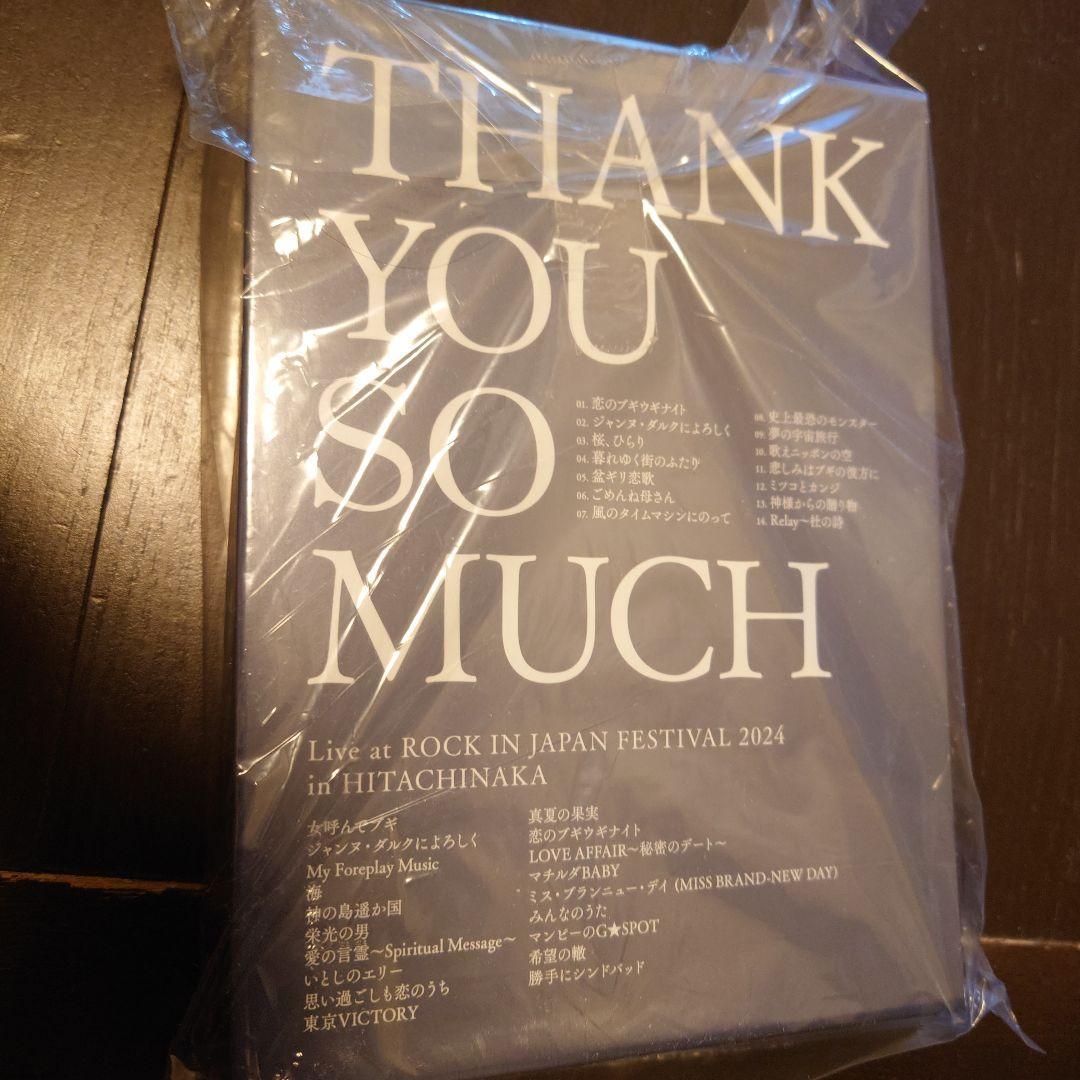 THANK
YOU
SO
MUCH
01. 恋のブギウギナイト
02. ジャンヌ・ダルクによろしく
03. 桜、ひらり
04. 暮れゆく街のふたり
05. 盆ギリ恋歌
06. ごめんね母さん
07. 風のタイムマシンにのって
08. 史上最恐のモンスター
09. 夢の宇宙旅行
10. 歌えニッポンの空
11. 悲しみはブギの彼方に
12. ミツコとカンジ
13. 神様からの贈り物
14. Relay〜杜の詩
Live at ROCK IN JAPAN FESTIVAL 2024
in HITACHINAKA
女呼んでブギ
ジャンヌ・ダルクによろしく
My Foreplay Music
海
神の島遥か国
栄光の男
愛の言霊〜Spiritual Message〜
いとしのエリー
思い過ごしも恋のうち
東京VICTORY
真夏の果実
恋のブギウギナイト
LOVE AFFAIR〜秘密のデート〜
マチルダBABY
ミス・ブランニュー・デイ (MISS BRAND-NEW DAY)
みんなのうた
マンピーのG★SPOT
希望の轍
勝手にシンドバッド